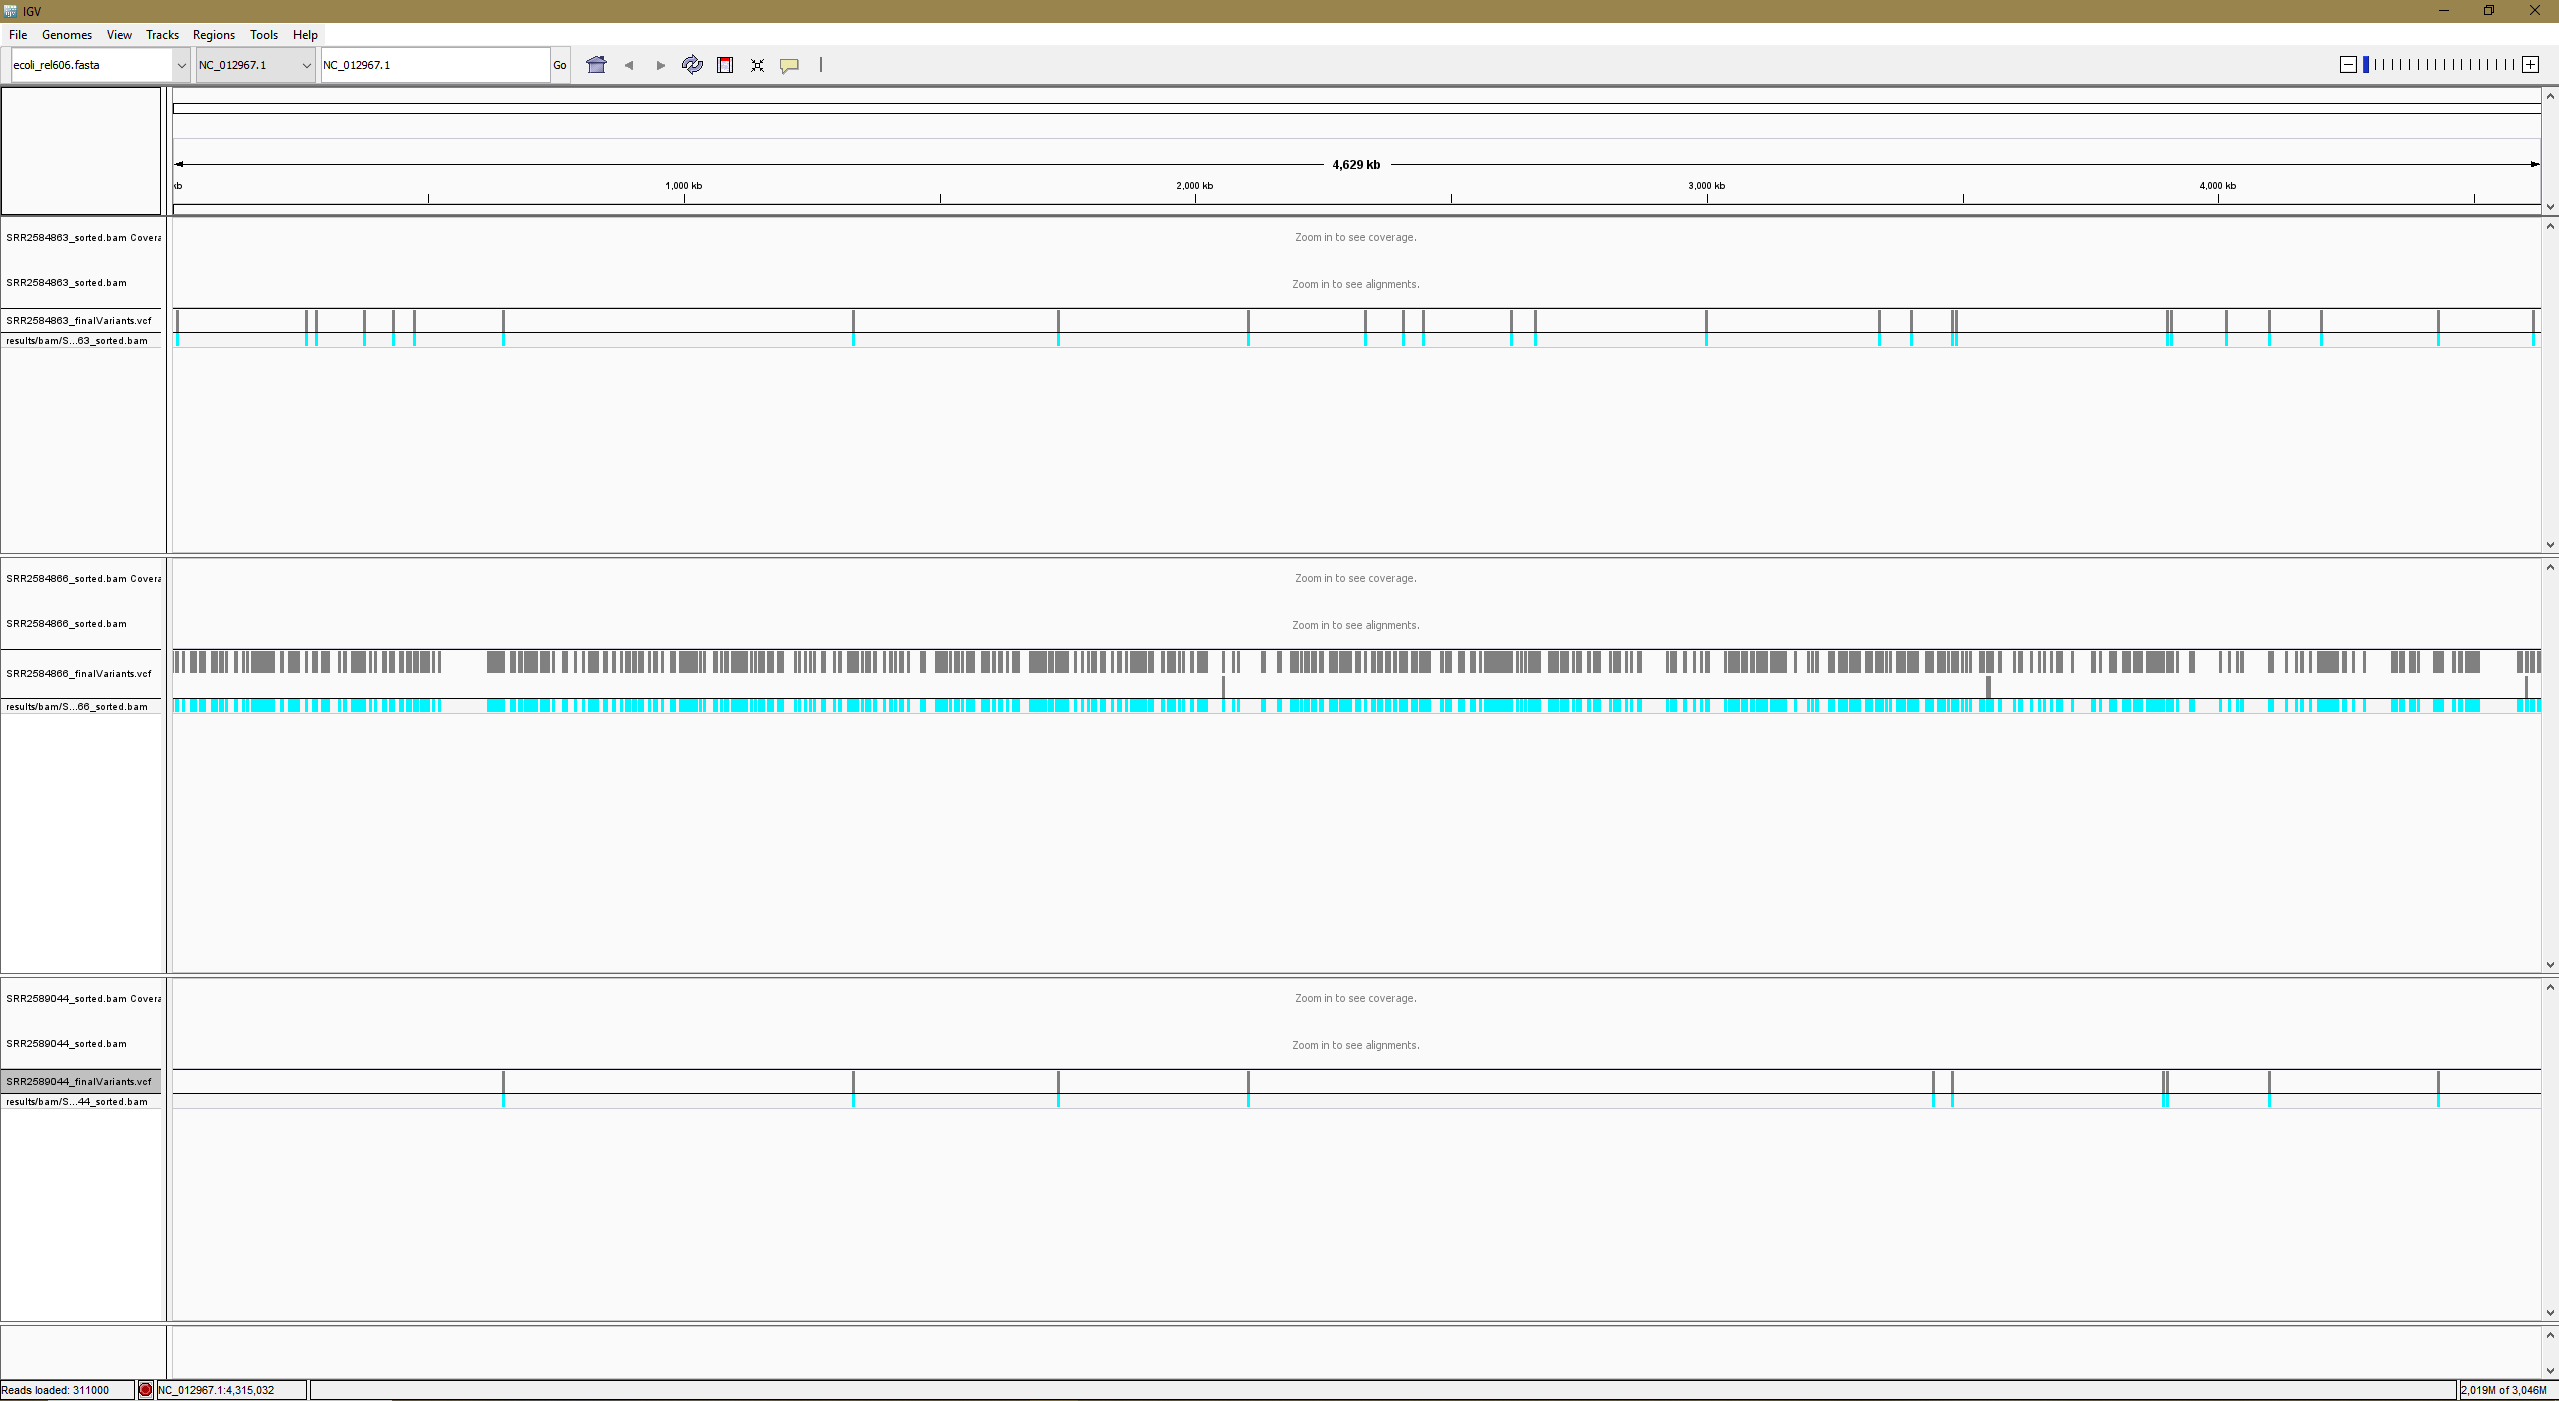 IGV
File Genomes View Tracks Regions Tools Help
ecoli_rel606.fasta NC_012967.1 NC_012967.1 Go
4,629 kb
kb 1,000 kb 2,000 kb 3,000 kb 4,000 kb
SRR2584863_sorted.bam Covera
Zoom in to see coverage.
SRR2584863_sorted.bam
Zoom in to see alignments.
SRR2584863_finalVariants.vcf
results/bam/S...63_sorted.bam
SRR2584866_sorted.bam Covera
Zoom in to see coverage.
SRR2584866_sorted.bam
Zoom in to see alignments.
SRR2584866_finalVariants.vcf
results/bam/S...66_sorted.bam
SRR2589044_sorted.bam Covera
Zoom in to see coverage.
SRR2589044_sorted.bam
Zoom in to see alignments.
SRR2589044_finalVariants.vcf
results/bam/S...44_sorted.bam
Reads loaded: 311000 NC_012967.1:4,315,032 2,019M of 3,046M